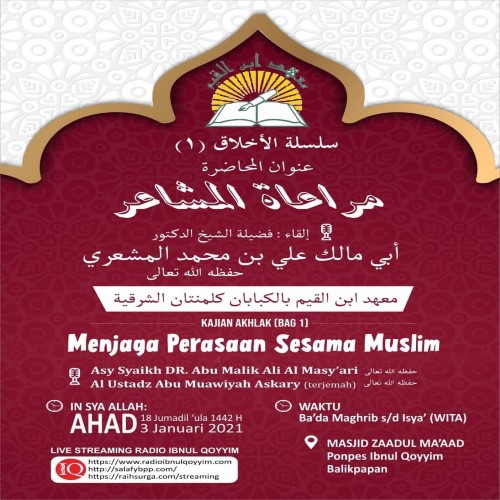 معهد ابن القيم
سلسلة الأخلاق (١)
عنوان المحاضرة
مراعاة المشاعر
إلقاء : فضيلة الشيخ الدكتور
أبي مالك علي بن محمد المشعري
حفظه الله تعالى
معهد ابن القيم بالكبابان كلمنتان الشرقية
KAJIAN AKHLAK (BAG 1)
Menjaga Perasaan Sesama Muslim
Asy Syaikh DR. Abu Malik Ali Al Masy'ari حفظه الله تعالى
Al Ustadz Abu Muawiyah Askary (terjemah) حفظه الله تعالى
IN SYA ALLAH:
AHAD 18 Jumadil 'ula 1442 H
3 Januari 2021
WAKTU
Ba'da Maghrib s/d Isya' (WITA)
MASJID ZAADUL MA'AAD
Ponpes Ibnul Qoyyim
Balikpapan
LIVE STREAMING RADIO IBNUL QOYYIM
https://www.radioibnulqoyyim.com
http://salafybpp.com/
https://raihsurga.com/streaming